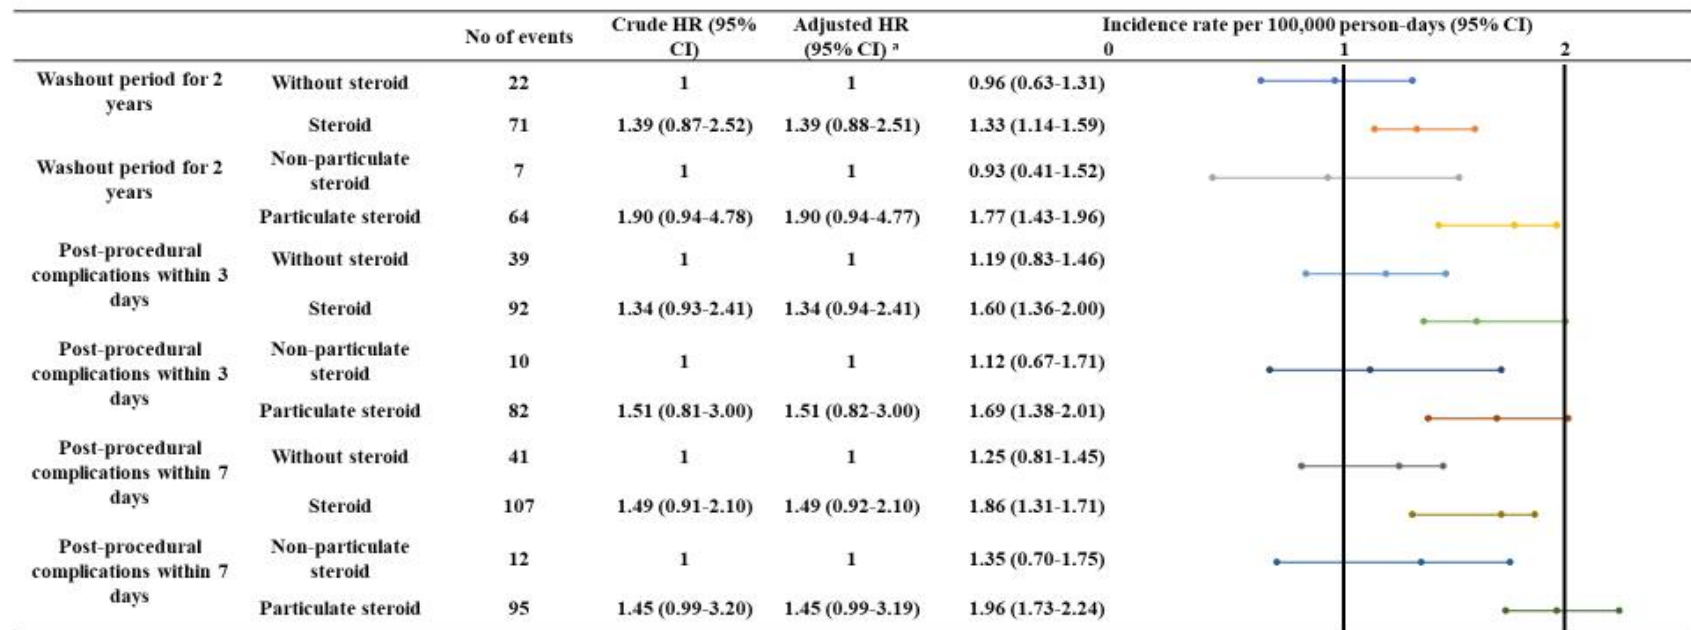 No of events Crude HR (95% CI) Adjusted HR (95% CI) ª Incidence rate per 100,000 person-days (95% CI)
0 1 2
Washout period for 2 years Without steroid 22 1 1 0.96 (0.63-1.31)
Steroid 71 1.39 (0.87-2.52) 1.39 (0.88-2.51) 1.33 (1.14-1.59)
Washout period for 2 years Non-particulate steroid 7 1 1 0.93 (0.41-1.52)
Particulate steroid 64 1.90 (0.94-4.78) 1.90 (0.94-4.77) 1.77 (1.43-1.96)
Post-procedural complications within 3 days Without steroid 39 1 1 1.19 (0.83-1.46)
Steroid 92 1.34 (0.93-2.41) 1.34 (0.94-2.41) 1.60 (1.36-2.00)
Post-procedural complications within 3 days Non-particulate steroid 10 1 1 1.12 (0.67-1.71)
Particulate steroid 82 1.51 (0.81-3.00) 1.51 (0.82-3.00) 1.69 (1.38-2.01)
Post-procedural complications within 7 days Without steroid 41 1 1 1.25 (0.81-1.45)
Steroid 107 1.49 (0.91-2.10) 1.49 (0.92-2.10) 1.86 (1.31-1.71)
Post-procedural complications within 7 days Non-particulate steroid 12 1 1 1.35 (0.70-1.75)
Particulate steroid 95 1.45 (0.99-3.20) 1.45 (0.99-3.19) 1.96 (1.73-2.24)